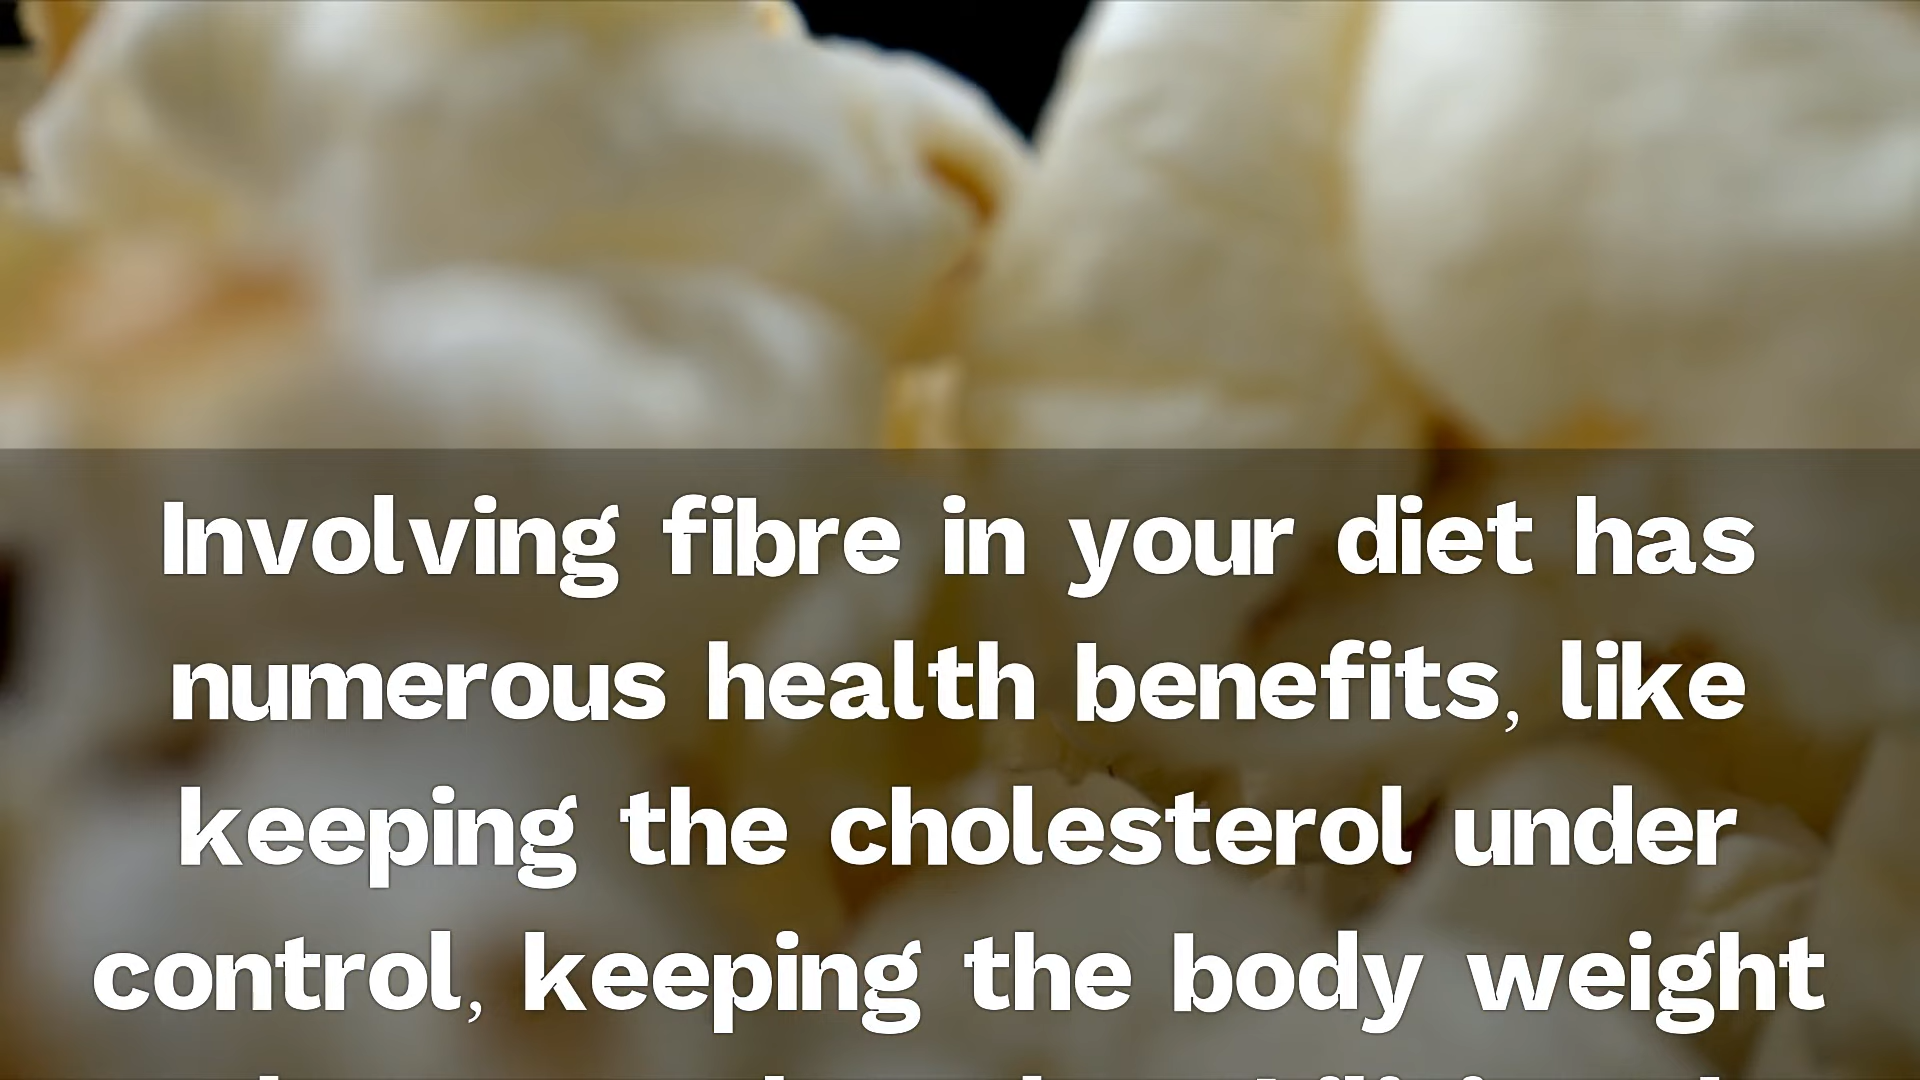 Involving fibre in your diet has
numerous health benefits, like
keeping the cholesterol under
control, keeping the body weight